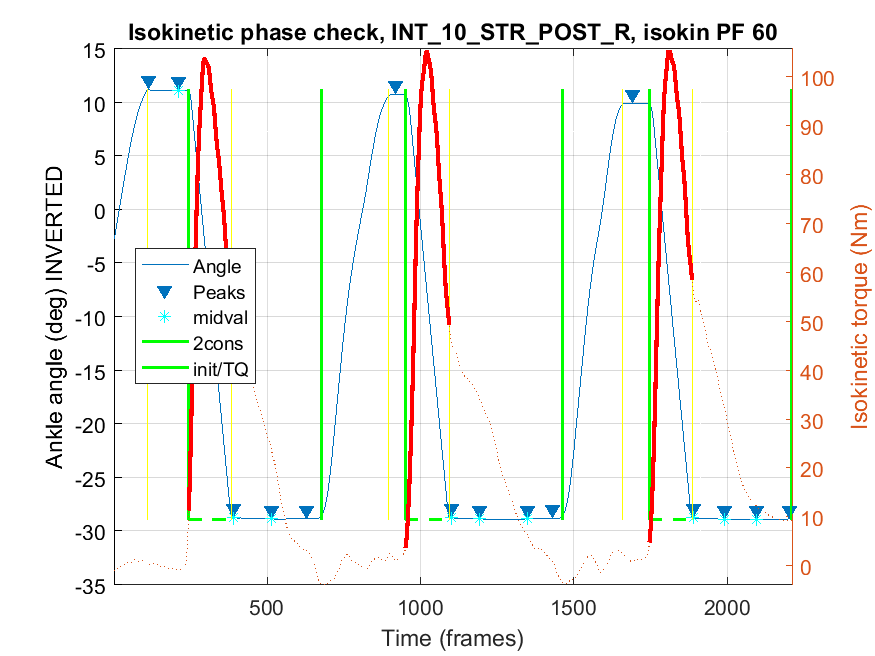 Isokinetic phase check, INT_10_STR_POST_R, isokin PF 60
15
10
5
0
-5
-10
-15
-20
-25
-30
-35
Ankle angle (deg) INVERTED
Angle
Peaks
midval
2cons
init/TQ
100
90
80
70
60
50
40
30
20
10
0
Isokinetic torque (Nm)
500
1000
1500
2000
Time (frames)